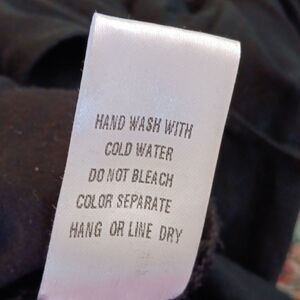 HAND WASH WITH
COLD WATER
DO NOT BLEACH
COLOR SEPARATE
HANG OR LINE DRY